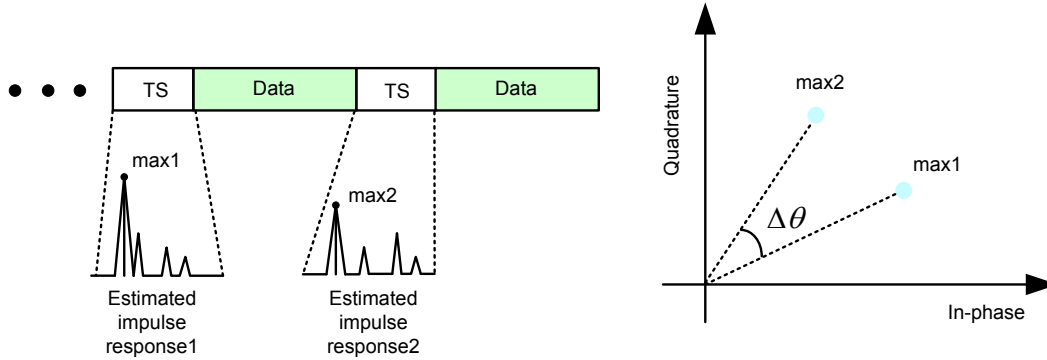 TS
Data
TS
Data
max1
max2
Estimated
impulse
response1
Estimated
impulse
response2
Quadrature
max2
max1
Δθ
In-phase